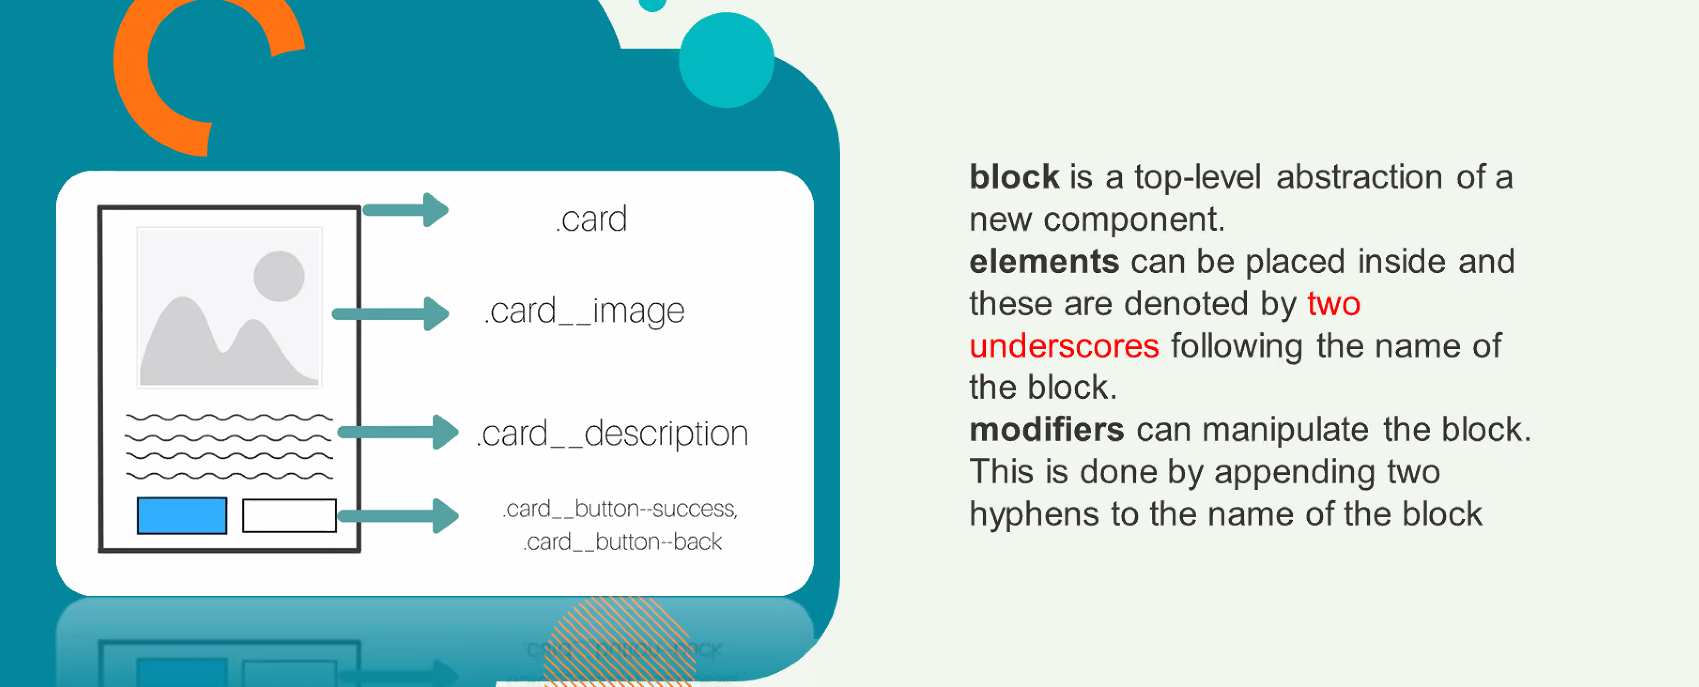 .card
.card__image
.card__description
.card__button--success,
.card__button--back
block is a top-level abstraction of a
new component.
elements can be placed inside and
these are denoted by two
underscores following the name of
the block.
modifiers can manipulate the block.
This is done by appending two
hyphens to the name of the block